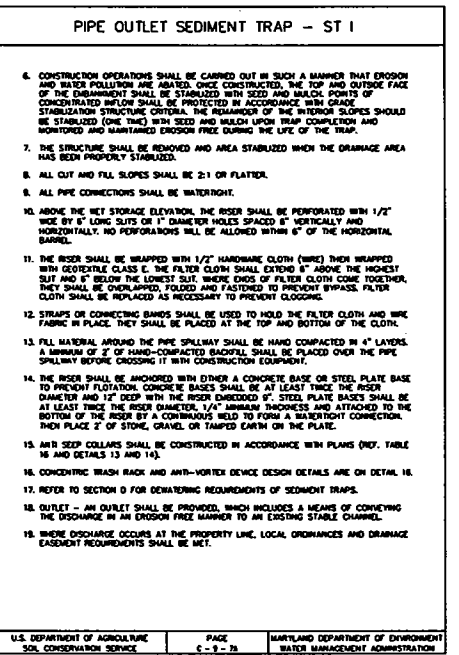 PIPE OUTLET SEDIMENT TRAP - ST I
6. CONSTRUCTION OPERATIONS SHALL BE CARRIED OUT IN SUCH A MANNER THAT EROSION
AND WATER POLLUTION ARE ABATED. ONCE CONSTRUCTED, THE TOP AND OUTSIDE FACE
OF THE EMBANKMENT SHALL BE STABILIZED WITH SEED AND MULCH. POINTS OF
CONCENTRATED INFLOW SHALL BE PROTECTED IN ACCORDANCE WITH GRADE
STABILIZATION STRUCTURE CRITERIA. THE REMAINDER OF THE INTERIOR SLOPES SHOULD
BE STABILIZED (ONE TIME) WITH SEED AND MULCH UPON TRAP COMPLETION AND
MONITORED AND MAINTAINED EROSION FREE DURING THE LIFE OF THE TRAP.
7. THE STRUCTURE SHALL BE REMOVED AND AREA STABILIZED WHEN THE DRAINAGE AREA
HAS BEEN PROPERLY STABILIZED.
8. ALL CUT AND FILL SLOPES SHALL BE 2:1 OR FLATTER.
9. ALL PIPE CONNECTIONS SHALL BE WATERTIGHT.
10. ABOVE THE WET STORAGE ELEVATION, THE RISER SHALL BE PERFORATED WITH 1/2"
WIDE BY 6" LONG SLITS OR 1" DIAMETER HOLES SPACED 6" VERTICALLY AND
HORIZONTALLY. NO PERFORATIONS WILL BE ALLOWED WITHIN 6" OF THE HORIZONTAL
BARREL.
11. THE RISER SHALL BE WRAPPED WITH 1/2" HARDWARE CLOTH (WIRE) THEN WRAPPED
WITH GEOTEXTILE CLASS E. THE FILTER CLOTH SHALL EXTEND 6" ABOVE THE HIGHEST
SLIT AND 6" BELOW THE LOWEST SLIT. WHERE ENDS OF FILTER CLOTH COME TOGETHER,
THEY SHALL BE OVERLAPPED, FOLDED AND FASTENED TO PREVENT BYPASS. FILTER
CLOTH SHALL BE REPLACED AS NECESSARY TO PREVENT CLOGGING.
12. STRAPS OR CONNECTING BANDS SHALL BE USED TO HOLD THE FILTER CLOTH AND WIRE
FABRIC IN PLACE. THEY SHALL BE PLACED AT THE TOP AND BOTTOM OF THE CLOTH.
13. FILL MATERIAL AROUND THE PIPE SPILLWAY SHALL BE HAND COMPACTED IN 4" LAYERS.
A MINIMUM OF 2' OF HAND-COMPACTED BACKFILL SHALL BE PLACED OVER THE PIPE
SPILLWAY BEFORE CROSSING IT WITH CONSTRUCTION EQUIPMENT.
14. THE RISER SHALL BE ANCHORED WITH EITHER A CONCRETE BASE OR STEEL PLATE BASE
TO PREVENT FLOTATION. CONCRETE BASES SHALL BE AT LEAST TWICE THE RISER
DIAMETER AND 12" DEEP WITH THE RISER EMBEDDED 9". STEEL PLATE BASES SHALL BE
AT LEAST TWICE THE RISER DIAMETER, 1/4" MINIMUM THICKNESS AND ATTACHED TO THE
BOTTOM OF THE RISER BY A CONTINUOUS WELD TO FORM A WATERTIGHT CONNECTION.
THEN PLACE 2' OF STONE, GRAVEL OR TAMPED EARTH ON THE PLATE.
15. ANTI SEEP COLLARS SHALL BE CONSTRUCTED IN ACCORDANCE WITH PLANS (REF. TABLE
16 AND DETAILS 13 AND 14).
16. CONCENTRIC TRASH RACK AND ANTI-VORTEX DEVICE DESIGN DETAILS ARE ON DETAIL 16.
17. REFER TO SECTION D FOR DEWATERING REQUIREMENTS OF SEDIMENT TRAPS.
18. OUTLET - AN OUTLET SHALL BE PROVIDED, WHICH INCLUDES A MEANS OF CONVEYING
THE DISCHARGE IN AN EROSION FREE MANNER TO AN EXISTING STABLE CHANNEL.
19. WHERE DISCHARGE OCCURS AT THE PROPERTY LINE, LOCAL ORDINANCES AND DRAINAGE
EASEMENT REQUIREMENTS SHALL BE MET.
U.S. DEPARTMENT OF AGRICULTURE
SOIL CONSERVATION SERVICE
PAGE
C - 9 - 7B
MARYLAND DEPARTMENT OF ENVIRONMENT
WATER MANAGEMENT ADMINISTRATION